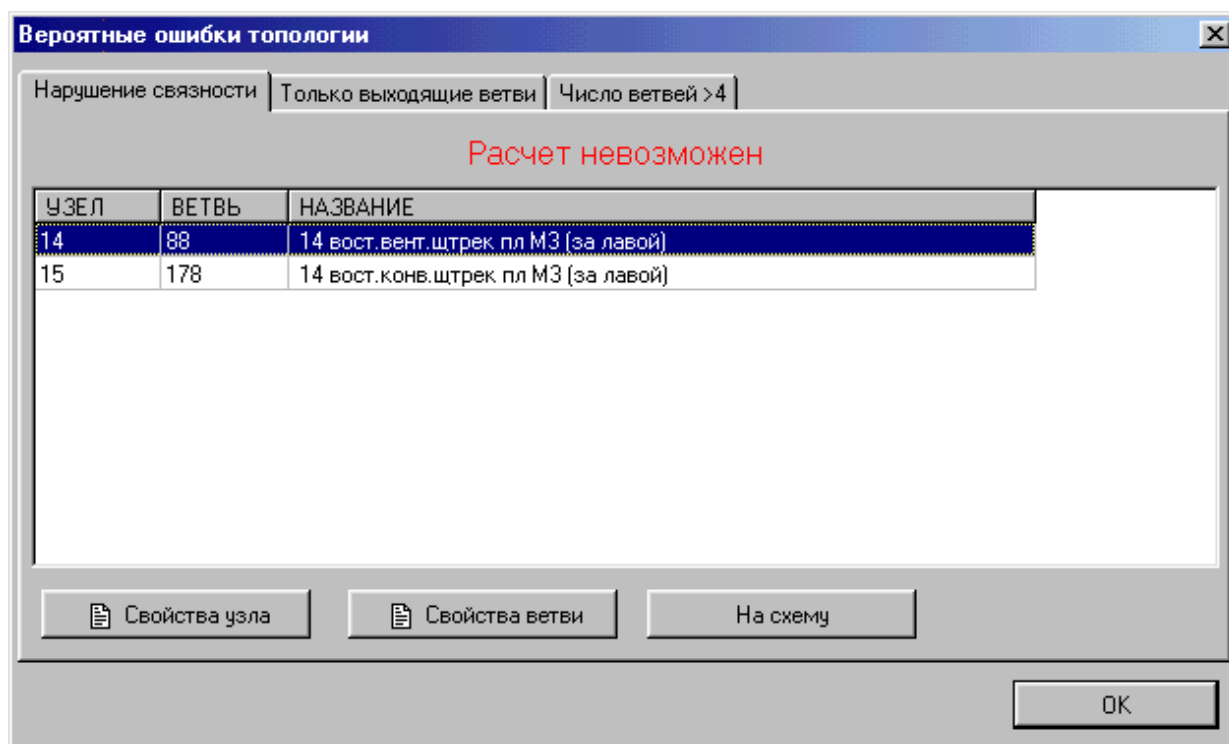 Вероятные ошибки топологии
Нарушение связности Только выходящие ветви Число ветвей >4
Расчет невозможен
УЗЕЛ ВЕТВЬ НАЗВАНИЕ
14 88 14 вост.вент.щтрек пл М3 (за лавой)
15 178 14 вост.конв.щтрек пл М3 (за лавой)
Свойства узла Свойства ветви На схему
OK